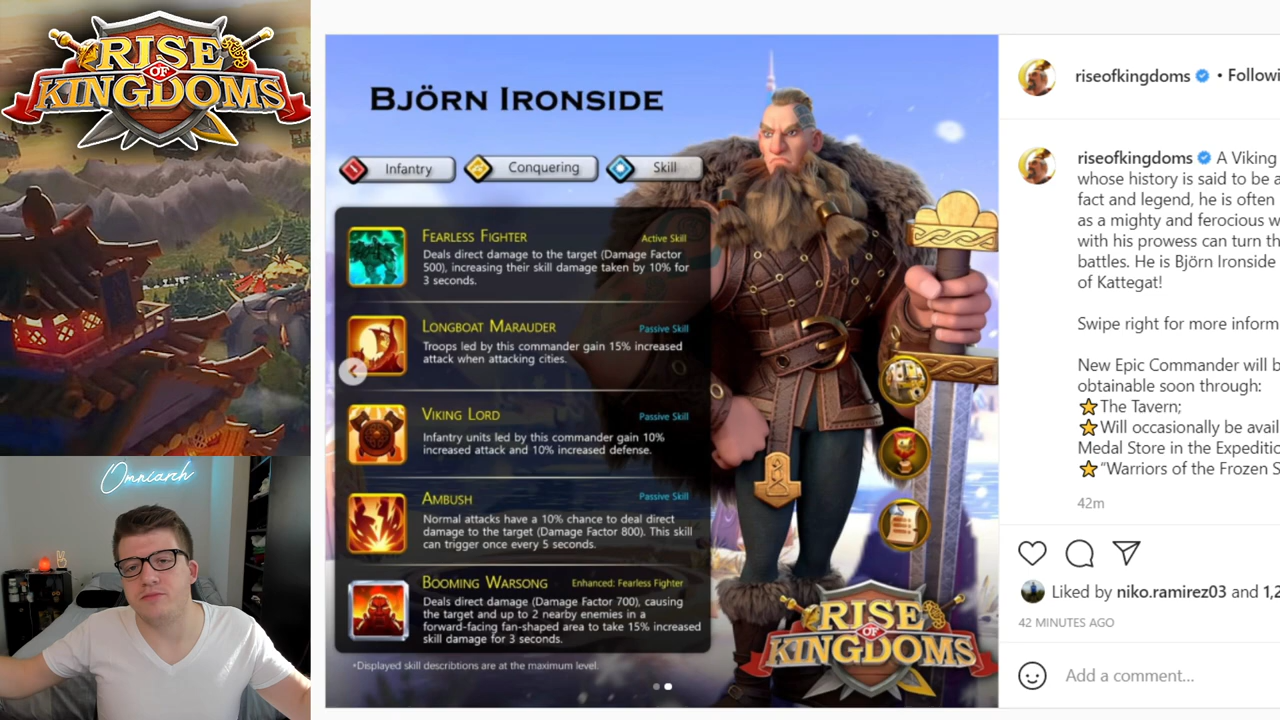 RISE
OF
KINGDOMS
Omniarch
BJÖRN IRONSIDE
Infantry
Conquering
Skill
FEARLESS FIGHTER
Active Skill
Deals direct damage to the target (Damage Factor
500), increasing their skill damage taken by 10% for
3 seconds.
LONGBOAT MARAUDER
Passive Skill
Troops led by this commander gain 15% increased
attack when attacking cities.
VIKING LORD
Passive Skill
Infantry units led by this commander gain 10%
increased attack and 10% increased defense.
AMBUSH
Passive Skill
Normal attacks have a 10% chance to deal direct
damage to the target (Damage Factor 800). This skill
can trigger once every 5 seconds.
BOOMING WARSONG
Enhanced: Fearless Fighter
Deals direct damage (Damage Factor 700), causing
the target and up to 2 nearby enemies in a
forward-facing fan-shaped area to take 15% increased
skill damage for 3 seconds.
*Displayed skill describtions are at the maximum level.
RISE
OF
KINGDOMS
riseofkingdoms • Followi
riseofkingdoms A Viking
whose history is said to be a
fact and legend, he is often
as a mighty and ferocious w
with his prowess can turn th
battles. He is Björn Ironside
of Kattegat!
Swipe right for more inform
New Epic Commander will b
obtainable soon through:
The Tavern;
Will occasionally be avail
Medal Store in the Expeditic
"Warriors of the Frozen S
42m
Liked by niko.ramirez03 and 1,2
42 MINUTES AGO
Add a comment...